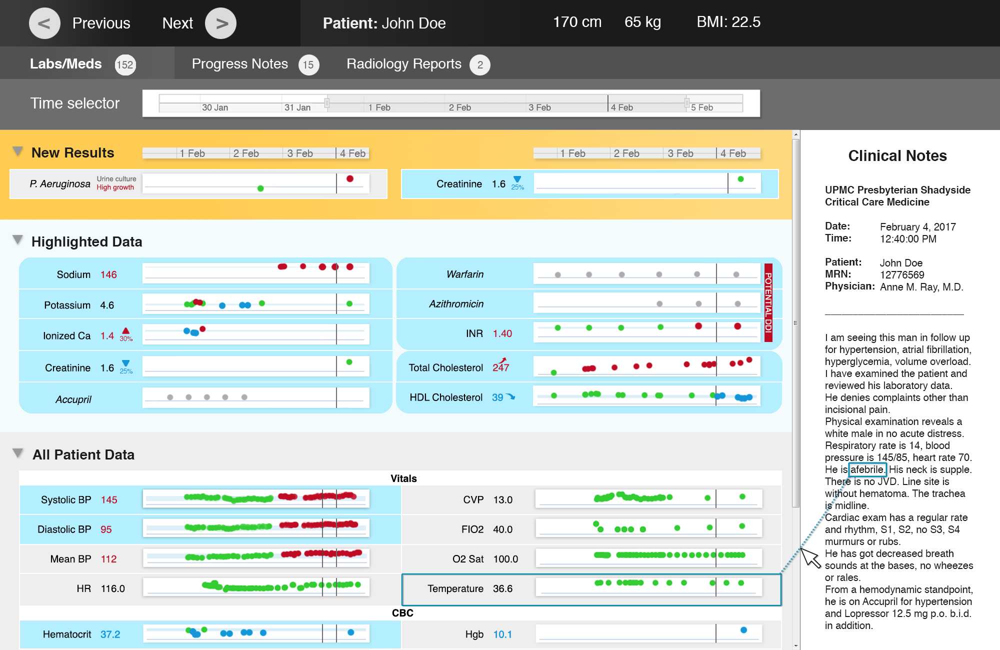 < Previous Next >
Patient: John Doe
170 cm 65 kg BMI: 22.5
Labs/Meds 152 Progress Notes 15 Radiology Reports 2
Time selector
30 Jan 31 Jan 1 Feb 2 Feb 3 Feb 4 Feb 5 Feb
New Results
1 Feb 2 Feb 3 Feb 4 Feb
1 Feb 2 Feb 3 Feb 4 Feb
P. Aeruginosa Urine culture
High growth
Creatinine 1.6 25%
Highlighted Data
Sodium 146
Potassium 4.6
Ionized Ca 1.4 30%
Creatinine 1.6 25%
Accupril
Warfarin
Azithromicin
INR 1.40
POTENTIAL DDI
Total Cholesterol 247
HDL Cholesterol 39
All Patient Data
Vitals
Systolic BP 145
CVP 13.0
Diastolic BP 95
FIO2 40.0
Mean BP 112
O2 Sat 100.0
HR 116.0
Temperature 36.6
CBC
Hematocrit 37.2
Hgb 10.1
Clinical Notes
UPMC Presbyterian Shadyside
Critical Care Medicine
Date: February 4, 2017
Time: 12:40:00 PM
Patient: John Doe
MRN: 12776569
Physician: Anne M. Ray, M.D.
I am seeing this man in follow up
for hypertension, atrial fibrillation,
hyperglycemia, volume overload.
I have examined the patient and
reviewed his laboratory data.
He denies complaints other than
incisional pain.
Physical examination reveals a
white male in no acute distress.
Respiratory rate is 14, blood
pressure is 145/85, heart rate 70.
He is afebrile. His neck is supple.
There is no JVD. Line site is
without hematoma. The trachea
is midline.
Cardiac exam has a regular rate
and rhythm, S1, S2, no S3, S4
murmurs or rubs.
He has got decreased breath
sounds at the bases, no wheezes
or rales.
From a hemodynamic standpoint,
he is on Accupril for hypertension
and Lopressor 12.5 mg p.o. b.i.d.
in addition.